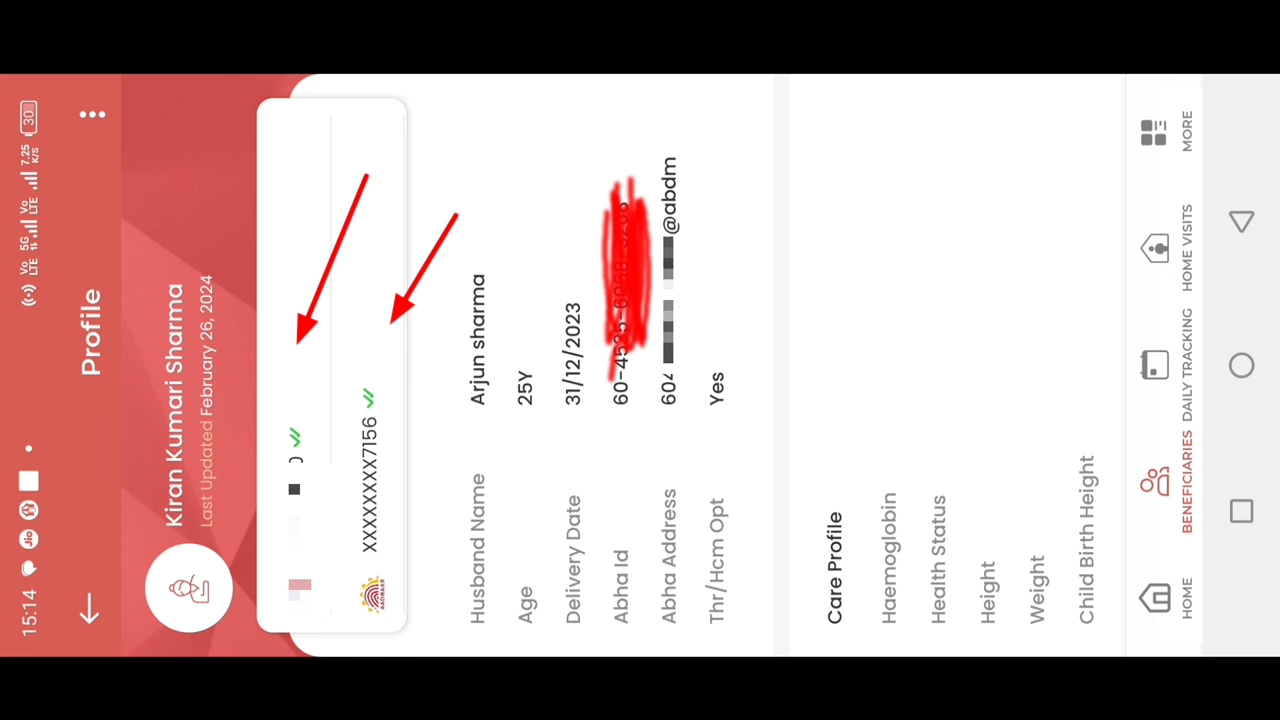 15:14
Jio
Vo LTE
5G
Vo LTE
7.25 K/s
30
Profile
Kiran Kumari Sharma
Last Updated February 26, 2024
AADHAAR
XXXXXXXX7156
Husband Name Arjun sharma
Age 25Y
Delivery Date 31/12/2023
Abha Id
Abha Address @abdm
Thr/Hcm Opt Yes
Care Profile
Haemoglobin
Health Status
Height
Weight
Child Birth Height
HOME BENEFICIARIES DAILY TRACKING HOME VISITS MORE